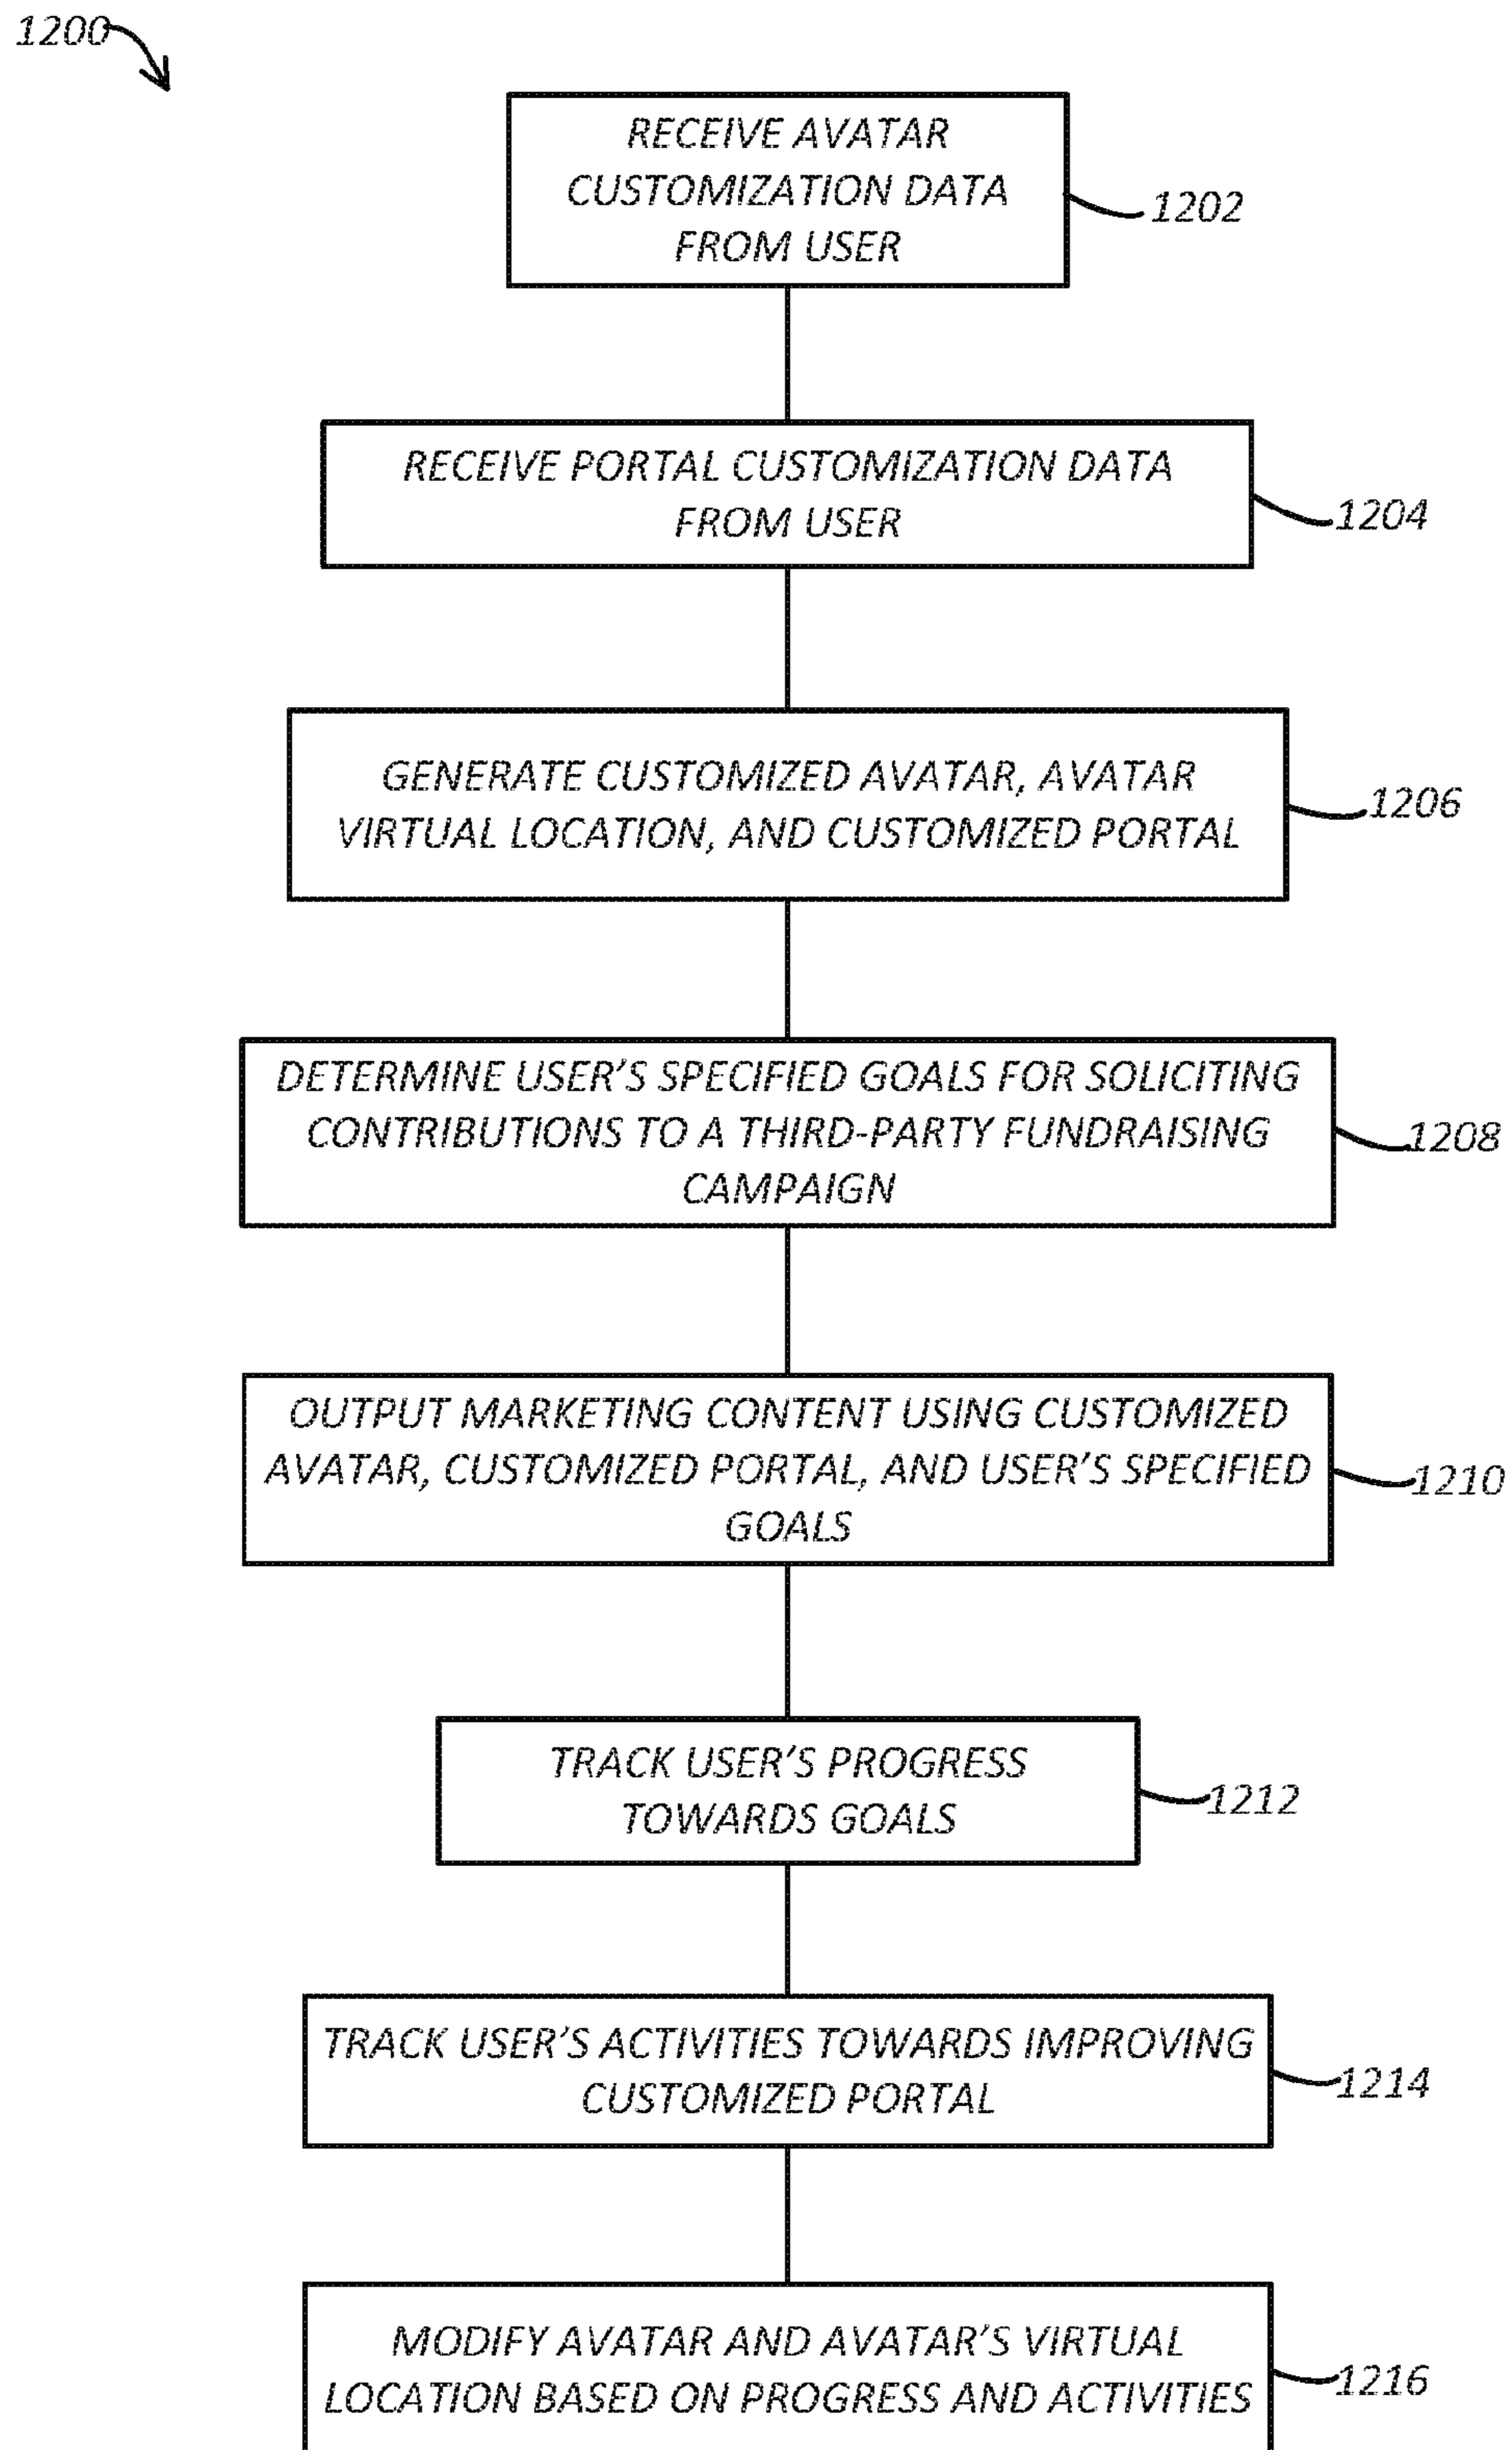 1200
RECEIVE AVATAR
CUSTOMIZATION DATA
FROM USER
1202
RECEIVE PORTAL CUSTOMIZATION DATA
FROM USER
1204
GENERATE CUSTOMIZED AVATAR, AVATAR
VIRTUAL LOCATION, AND CUSTOMIZED PORTAL
1206
DETERMINE USER'S SPECIFIED GOALS FOR SOLICITING
CONTRIBUTIONS TO A THIRD-PARTY FUNDRAISING
CAMPAIGN
1208
OUTPUT MARKETING CONTENT USING CUSTOMIZED
AVATAR, CUSTOMIZED PORTAL, AND USER'S SPECIFIED
GOALS
1210
TRACK USER'S PROGRESS
TOWARDS GOALS
1212
TRACK USER'S ACTIVITIES TOWARDS IMPROVING
CUSTOMIZED PORTAL
1214
MODIFY AVATAR AND AVATAR'S VIRTUAL
LOCATION BASED ON PROGRESS AND ACTIVITIES
1216